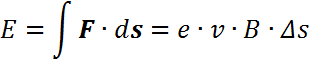 E = ∫ F · ds = e · v · B · Δs